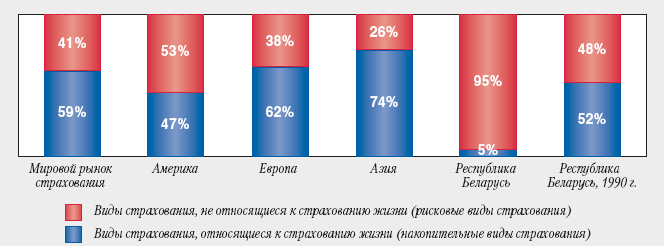 41%
53%
38%
26%
95%
48%
59%
47%
62%
74%
5%
52%
Мировой рынок
страхования
Америка
Европа
Азия
Республика
Беларусь
Республика
Беларусь, 1990 г.
Виды страхования, не относящиеся к страхованию жизни (рисковые виды страхования)
Виды страхования, относящиеся к страхованию жизни (накопительные виды страхования)